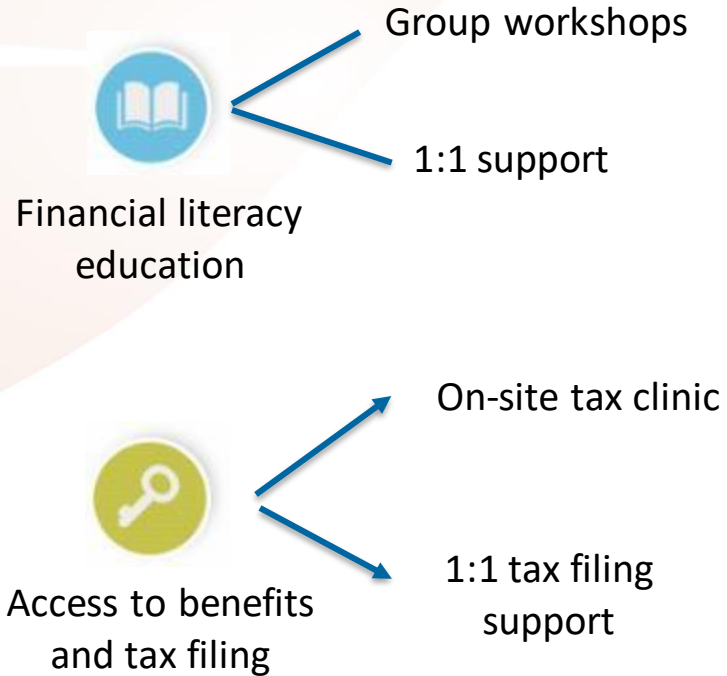 Group workshops
1:1 support
Financial literacy
education
On-site tax clinic
1:1 tax filing
support
Access to benefits
and tax filing